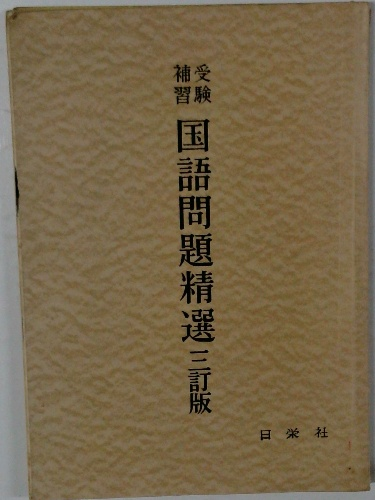 受験
補習
国語問題精選 三訂版
日栄社